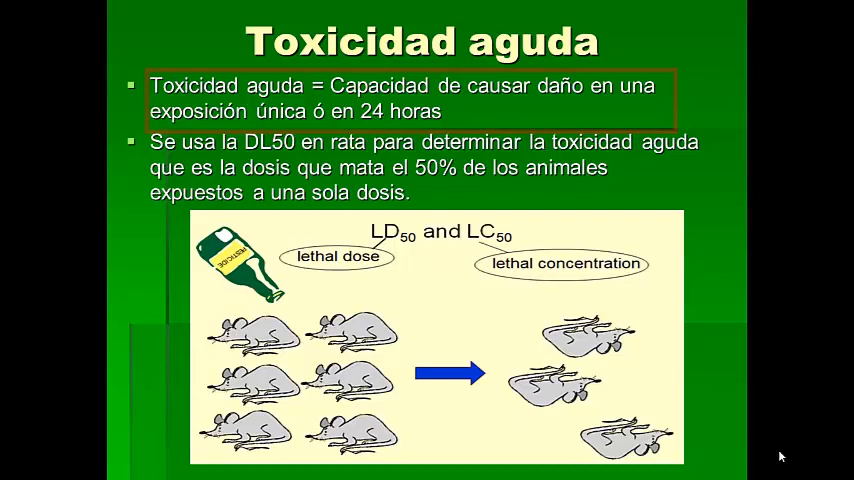 Toxicidad aguda
Toxicidad aguda = Capacidad de causar daño en una
exposición única ó en 24 horas
Se usa la DL50 en rata para determinar la toxicidad aguda
que es la dosis que mata el 50% de los animales
expuestos a una sola dosis.
LD50 and LC50
lethal dose
lethal concentration
PESTICIDE